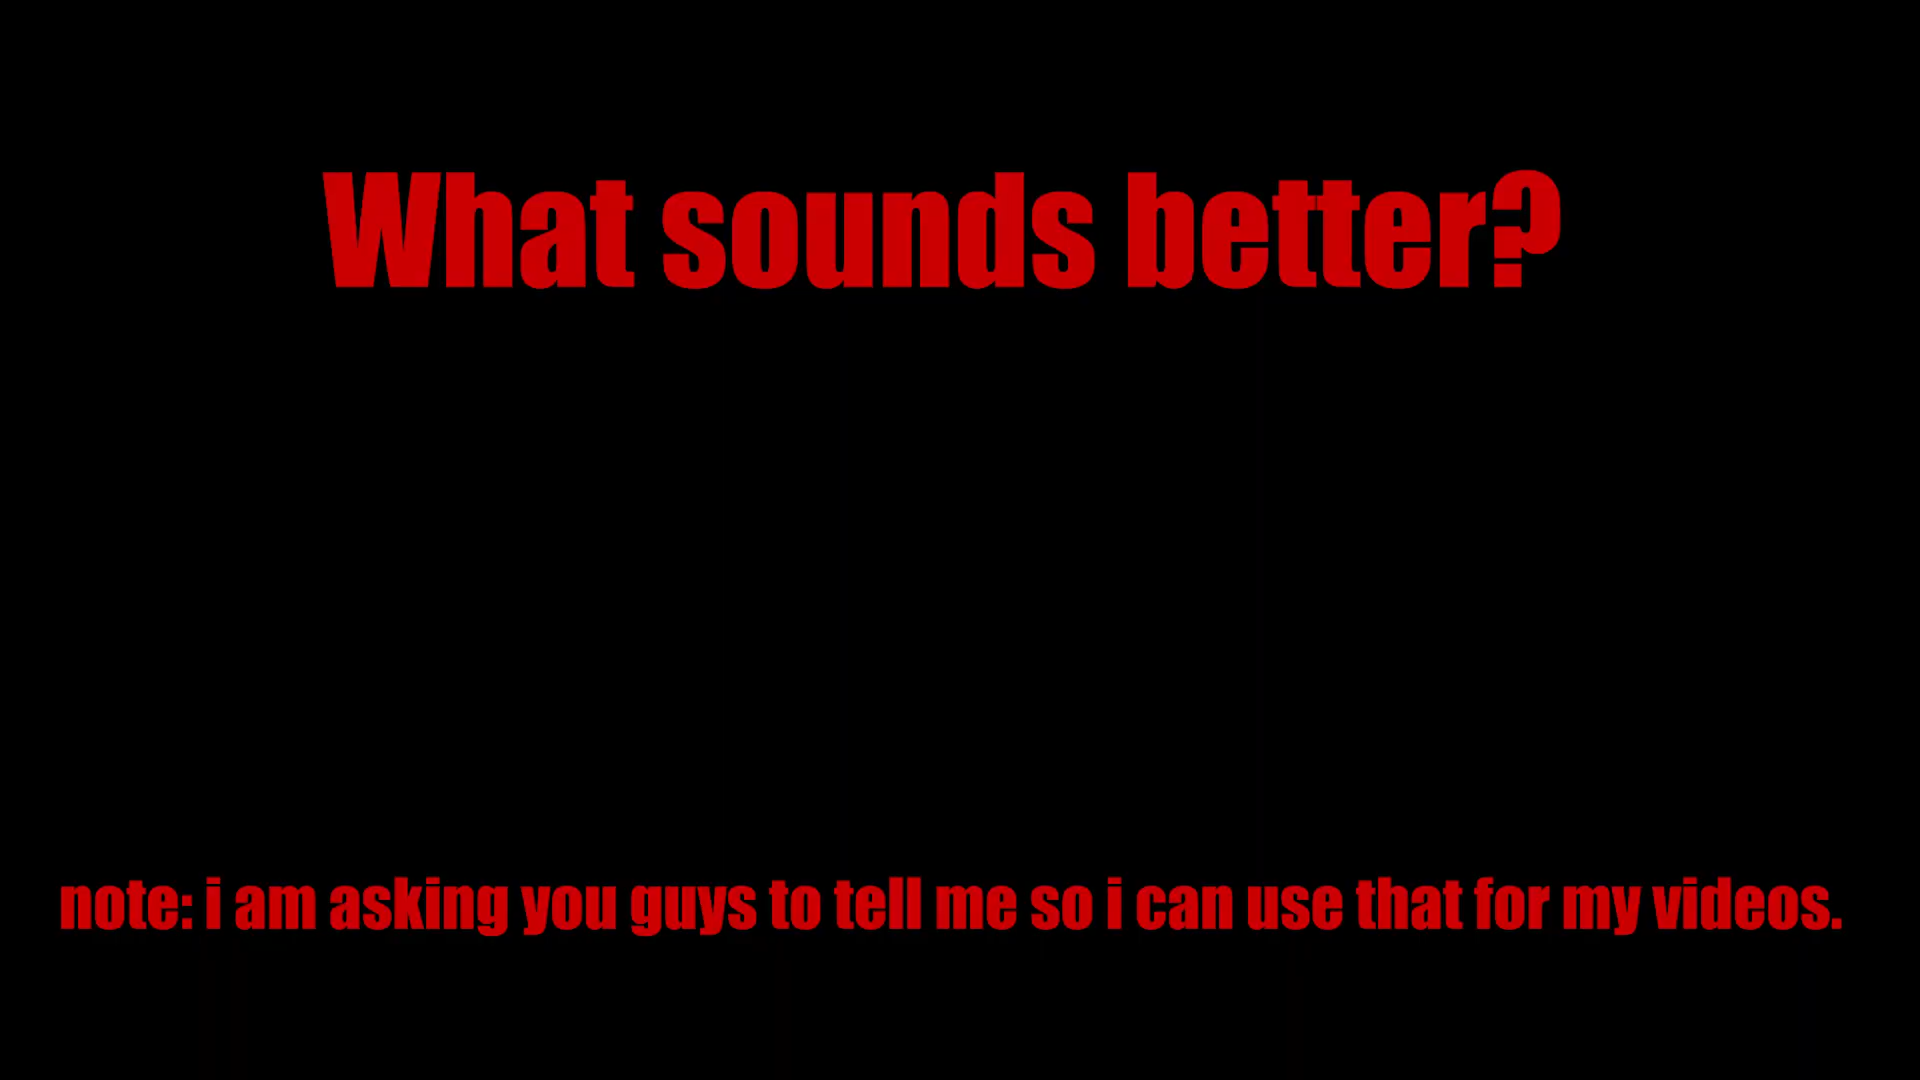 What sounds better?
note: i am asking you guys to tell me so i can use that for my videos.